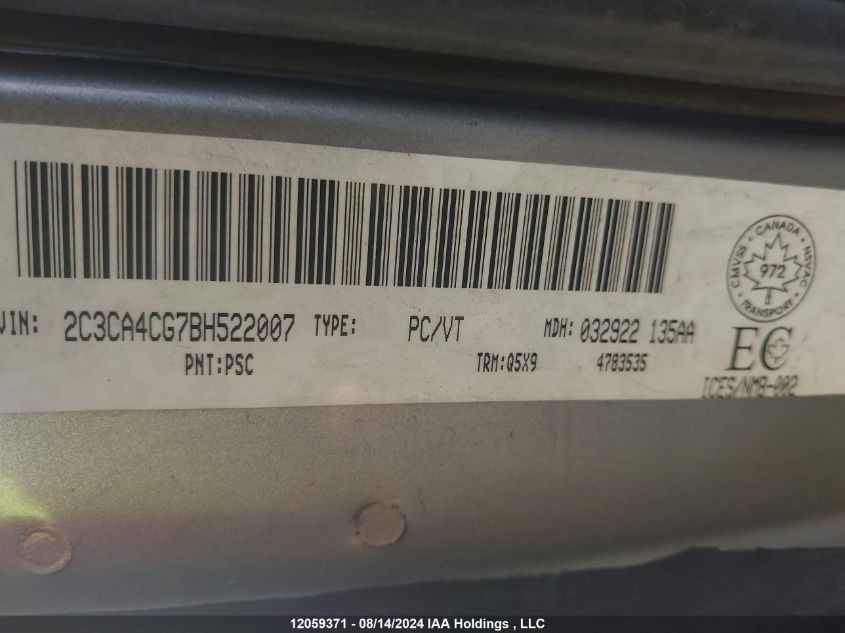 CANADA
CMVSS
NSVAC
972
TRANSPORT
VIN: 2C3CA4CG7BH522007 TYPE: PC/VT MDH: 032922 135AA
EC
PNT:PSC TRM:Q5X9 4783535
ICES/NMB-002
12059371 - 08/14/2024 IAA Holdings , LLC